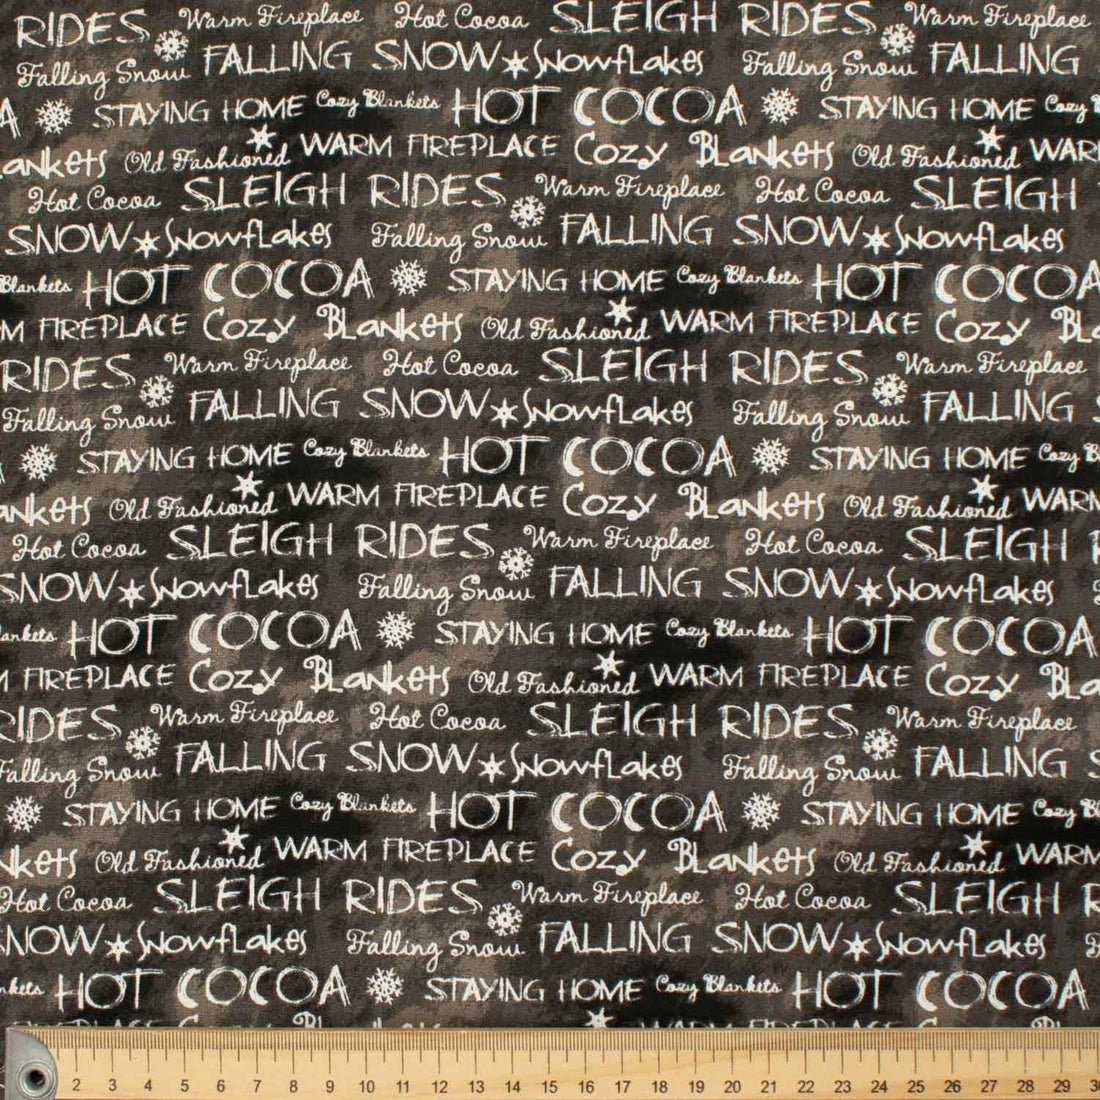 RIDES Warm Fireplace Hot Cocoa SLEIGH RIDES Warm Fireplace
Falling Snow FALLING SNOW Snowflakes Falling Snow FALLING
STAYING HOME Cozy Blankets HOT COCOA STAYING HOME Cozy
Blankets Old Fashioned WARM FIREPLACE Cozy Blankets Old Fashioned WARM
Hot Cocoa SLEIGH RIDES Warm Fireplace Hot Cocoa SLEIGH
SNOW Snowflakes Falling Snow FALLING SNOW Snowflakes
Blankets HOT COCOA STAYING HOME Cozy Blankets HOT COCOA
FIREPLACE Cozy Blankets Old Fashioned WARM FIREPLACE Cozy
RIDES Warm Fireplace Hot Cocoa SLEIGH RIDES Warm Fireplace
Falling Snow FALLING SNOW Snowflakes Falling Snow FALLING
STAYING HOME Cozy Blankets HOT COCOA STAYING HOME Cozy
Old Fashioned WARM FIREPLACE Cozy Blankets Old Fashioned WARM
Hot Cocoa SLEIGH RIDES Warm Fireplace Hot Cocoa SLEIGH
SNOW Snowflakes Falling Snow FALLING SNOW Snowflakes
HOT COCOA STAYING HOME Cozy Blankets HOT COCOA
FIREPLACE Cozy Blankets Old Fashioned WARM FIREPLACE Cozy
RIDES Warm Fireplace Hot Cocoa SLEIGH RIDES Warm Fireplace
Falling Snow FALLING SNOW Snowflakes Falling Snow FALLING
STAYING HOME Cozy Blankets HOT COCOA STAYING HOME Cozy
Old Fashioned WARM FIREPLACE Cozy Blankets Old Fashioned WARM
Hot Cocoa SLEIGH RIDES Warm Fireplace Hot Cocoa SLEIGH
SNOW Snowflakes Falling Snow FALLING SNOW Snowflakes
HOT COCOA STAYING HOME Cozy Blankets HOT COCOA
2 3 4 5 6 7 8 9 10 11 12 13 14 15 16 17 18 19 20 21 22 23 24 25 26 27 28 29 30